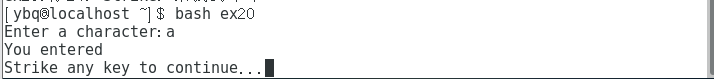 [ybq@localhost ~]$ bash ex20
Enter a character:a
You entered
Strike any key to continue...